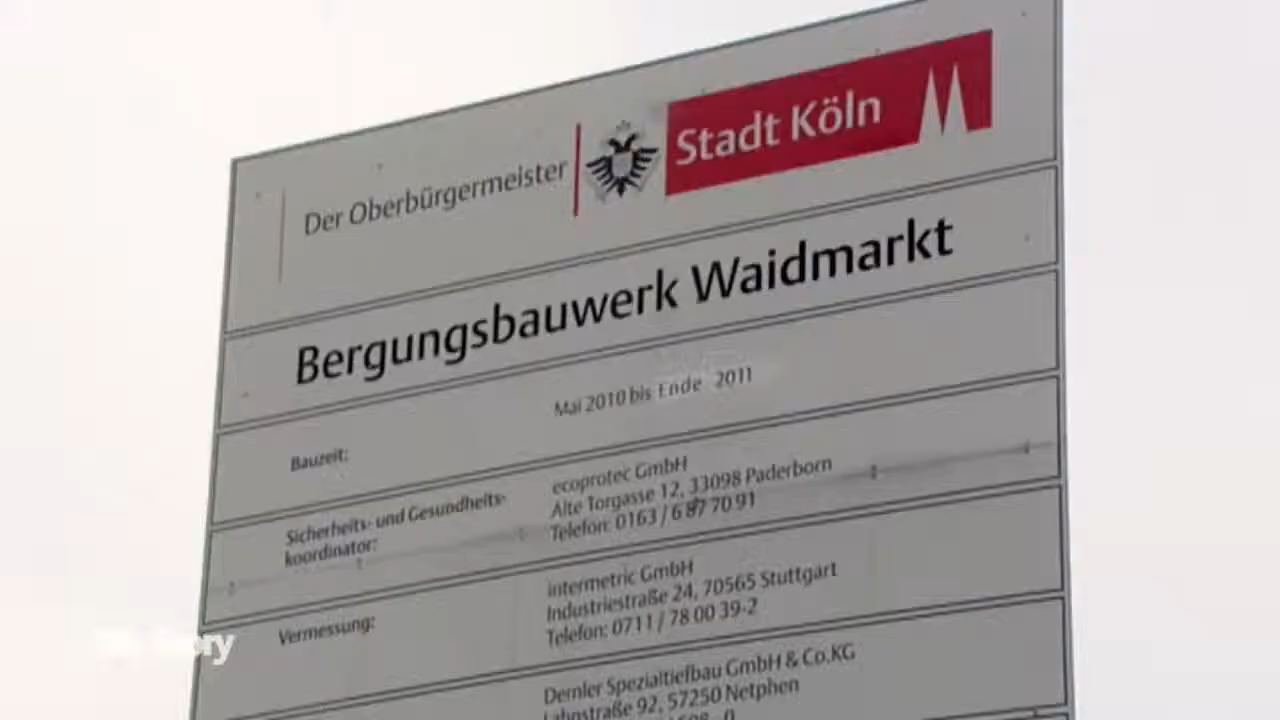 Der Oberbürgermeister
Stadt Köln
Bergungsbauwerk Waidmarkt
Bauzeit:
Mai 2010 bis Ende 2011
Sicherheits- und Gesundheits-
koordinator:
ecoprotec GmbH
Alte Torgasse 12, 33098 Paderborn
Telefon: 0163 / 6 87 70 91
Vermessung:
intermetric GmbH
Industriestraße 24, 70565 Stuttgart
Telefon: 0711 / 78 00 39-2
Demler Spezialtiefbau GmbH & Co.KG
Lahnstraße 92, 57250 Netphen